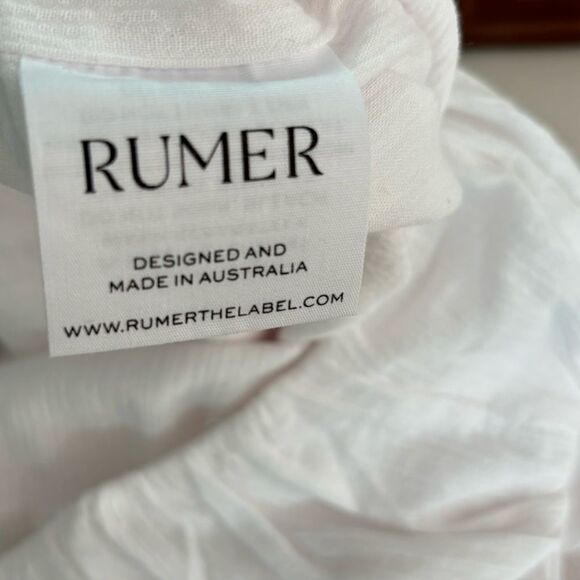 RUMER
DESIGNED AND
MADE IN AUSTRALIA
WWW.RUMERTHELABEL.COM